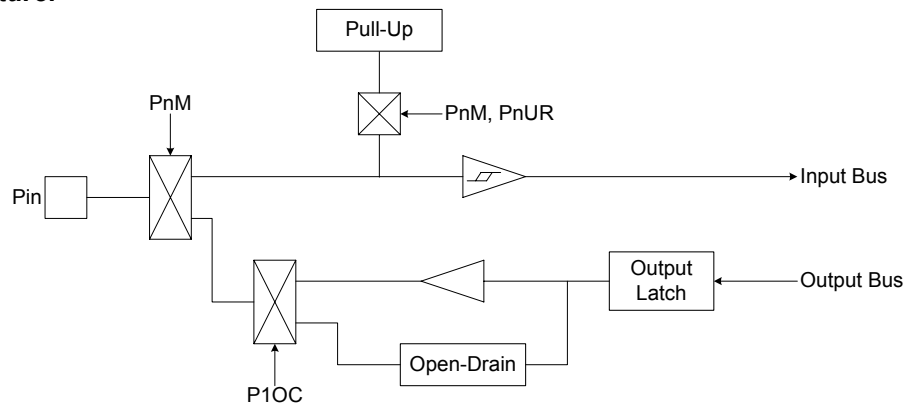 Pull-Up
PnM
PnM, PnUR
Pin
Input Bus
Output
Latch
Output Bus
Open-Drain
P1OC